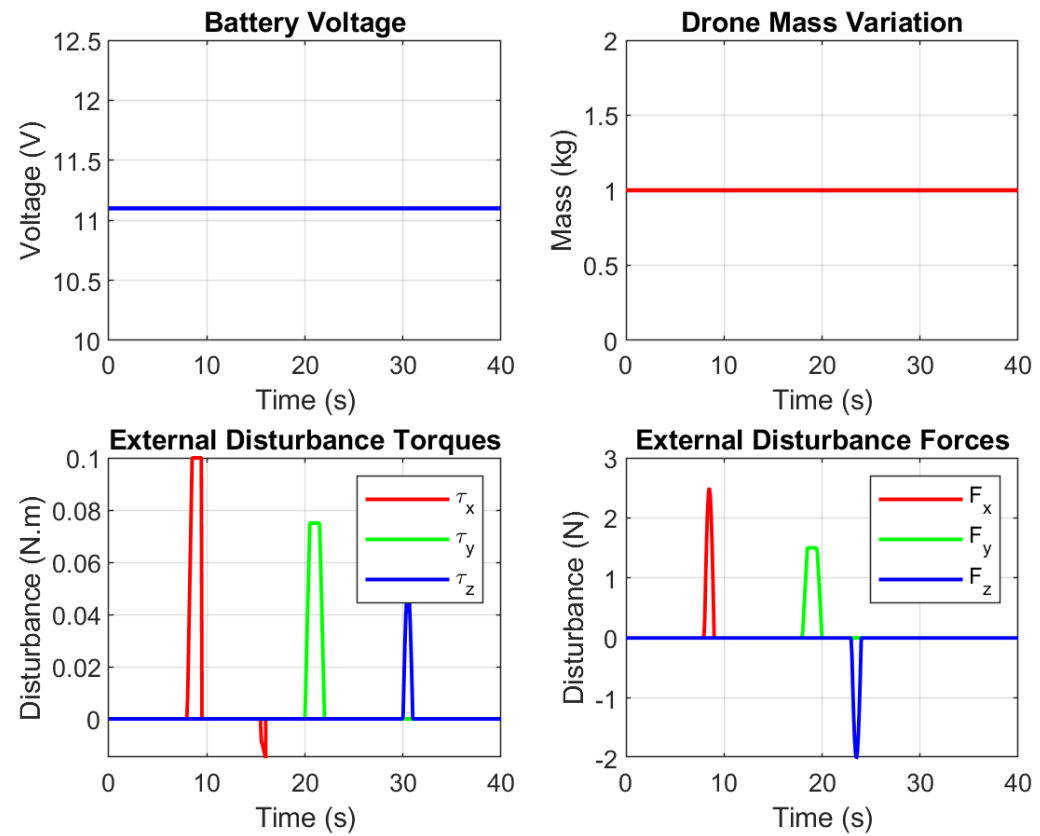 Battery Voltage
12.5
12
11.5
11
10.5
10
Voltage (V)
0 10 20 30 40
Time (s)
Drone Mass Variation
2
1.5
1
0.5
0
Mass (kg)
0 10 20 30 40
Time (s)
External Disturbance Torques
0.1
0.08
0.06
0.04
0.02
0
Disturbance (N.m)
τx
τy
τz
0 10 20 30 40
Time (s)
External Disturbance Forces
3
2
1
0
-1
-2
Disturbance (N)
Fx
Fy
Fz
0 10 20 30 40
Time (s)